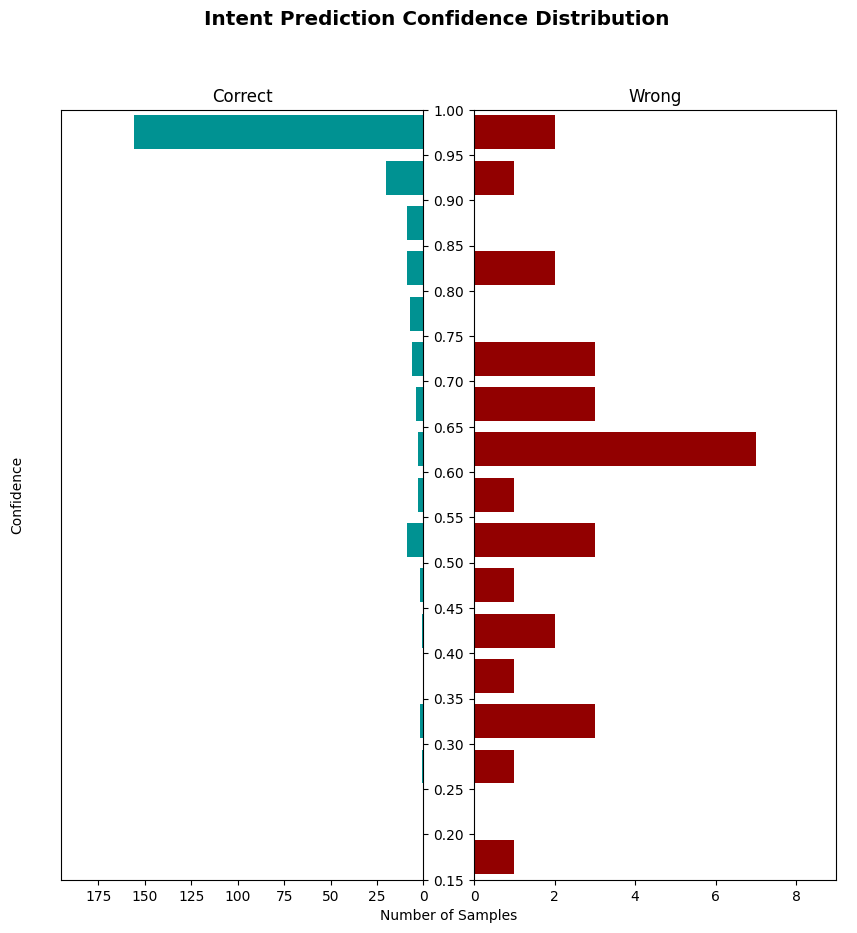 Intent Prediction Confidence Distribution
Correct
Wrong
1.00
0.95
0.90
0.85
0.80
0.75
0.70
0.65
0.60
0.55
0.50
0.45
0.40
0.35
0.30
0.25
0.20
0.15
Confidence
175 150 125 100 75 50 25 0
0 2 4 6 8
Number of Samples